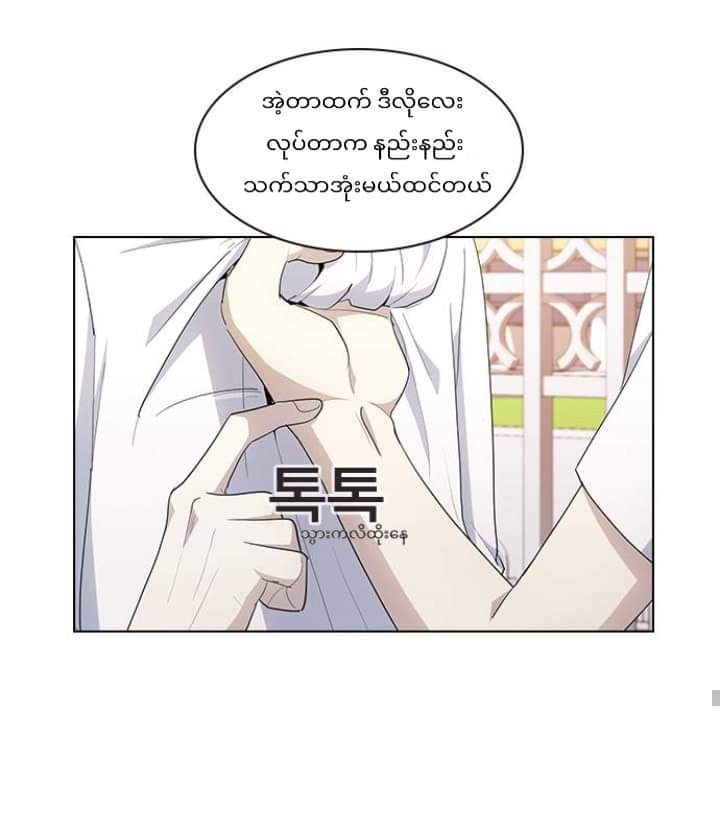 အဲ့တာထက် ဒီလိုလေး
လုပ်တာက နည်းနည်း
သက်သာအုံးမယ်ထင်တယ်
톡톡
သွားကလိထိုးနေ